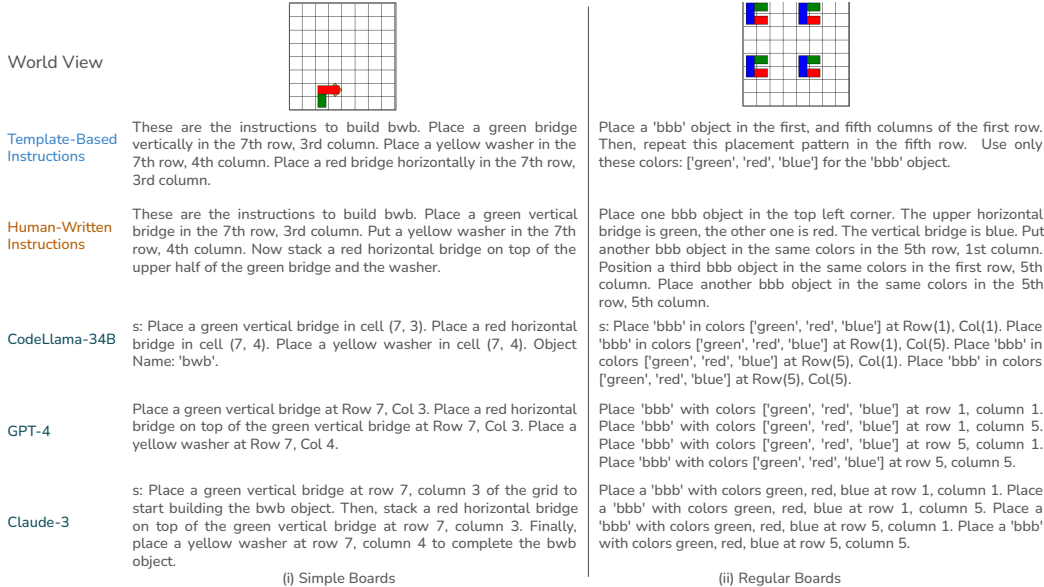 World View
Template-Based
Instructions
These are the instructions to build bwb. Place a green bridge
vertically in the 7th row, 3rd column. Place a yellow washer in the
7th row, 4th column. Place a red bridge horizontally in the 7th row,
3rd column.
Place a 'bbb' object in the first, and fifth columns of the first row.
Then, repeat this placement pattern in the fifth row. Use only
these colors: ['green', 'red', 'blue'] for the 'bbb' object.
Human-Written
Instructions
These are the instructions to build bwb. Place a green vertical
bridge in the 7th row, 3rd column. Put a yellow washer in the 7th
row, 4th column. Now stack a red horizontal bridge on top of the
upper half of the green bridge and the washer.
Place one bbb object in the top left corner. The upper horizontal
bridge is green, the other one is red. The vertical bridge is blue. Put
another bbb object in the same colors in the 5th row, 1st column.
Position a third bbb object in the same colors in the first row, 5th
column. Place another bbb object in the same colors in the 5th
row, 5th column.
CodeLlama-34B
s: Place a green vertical bridge in cell (7, 3). Place a red horizontal
bridge in cell (7, 4). Place a yellow washer in cell (7, 4). Object
Name: 'bwb'.
s: Place 'bbb' in colors ['green', 'red', 'blue'] at Row(1), Col(1). Place
'bbb' in colors ['green', 'red', 'blue'] at Row(1), Col(5). Place 'bbb' in
colors ['green', 'red', 'blue'] at Row(5), Col(1). Place 'bbb' in colors
['green', 'red', 'blue'] at Row(5), Col(5).
GPT-4
Place a green vertical bridge at Row 7, Col 3. Place a red horizontal
bridge on top of the green vertical bridge at Row 7, Col 3. Place a
yellow washer at Row 7, Col 4.
Place 'bbb' with colors ['green', 'red', 'blue'] at row 1, column 1.
Place 'bbb' with colors ['green', 'red', 'blue'] at row 1, column 5.
Place 'bbb' with colors ['green', 'red', 'blue'] at row 5, column 1.
Place 'bbb' with colors ['green', 'red', 'blue'] at row 5, column 5.
Claude-3
s: Place a green vertical bridge at row 7, column 3 of the grid to
start building the bwb object. Then, stack a red horizontal bridge
on top of the green vertical bridge at row 7, column 3. Finally,
place a yellow washer at row 7, column 4 to complete the bwb
object.
Place a 'bbb' with colors green, red, blue at row 1, column 1. Place
a 'bbb' with colors green, red, blue at row 1, column 5. Place a
'bbb' with colors green, red, blue at row 5, column 1. Place a 'bbb'
with colors green, red, blue at row 5, column 5.
(i) Simple Boards
(ii) Regular Boards